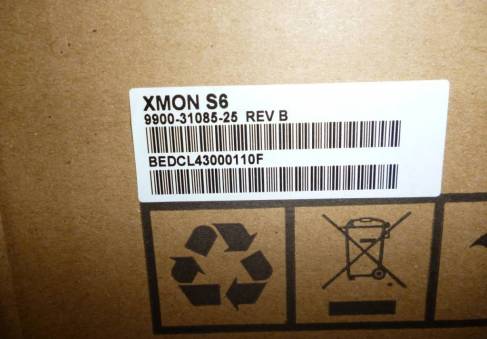 XMON S6
9900-31085-25 REV B
BEDCL43000110F